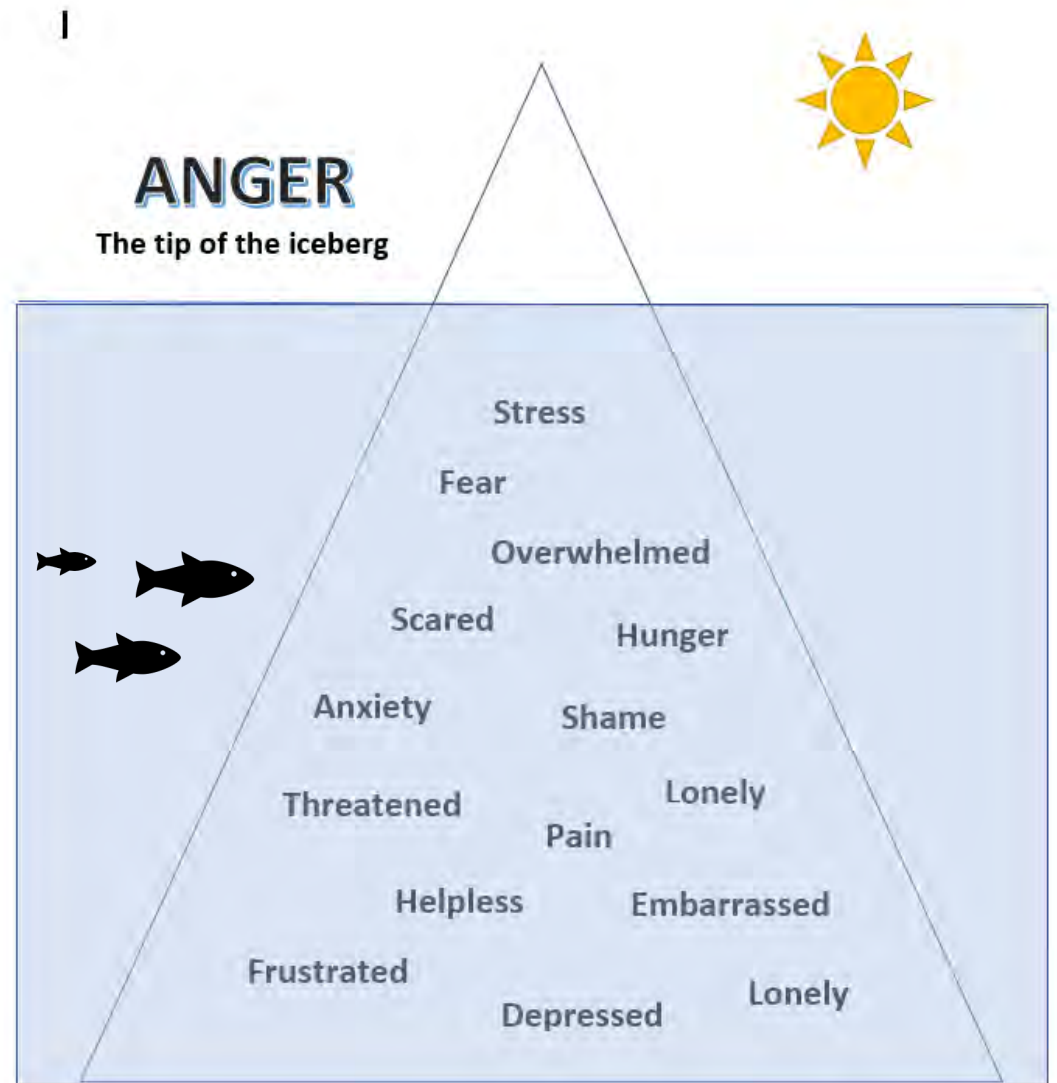 I
ANGER
The tip of the iceberg
Stress
Fear
Overwhelmed
Scared
Hunger
Anxiety
Shame
Threatened
Lonely
Pain
Helpless
Embarrassed
Frustrated
Lonely
Depressed